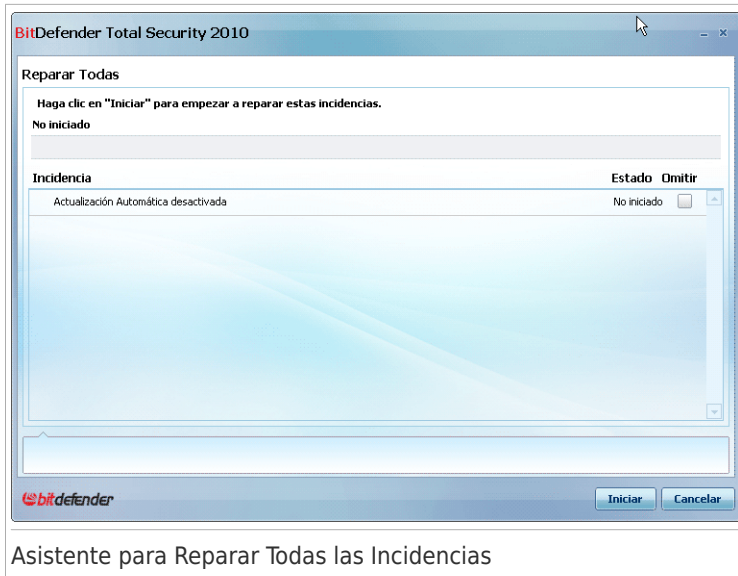 BitDefender Total Security 2010
Reparar Todas
Haga clic en "Iniciar" para empezar a reparar estas incidencias.
No iniciado
Incidencia Estado Omitir
Actualización Automática desactivada No iniciado
bitdefender
Iniciar Cancelar
Asistente para Reparar Todas las Incidencias